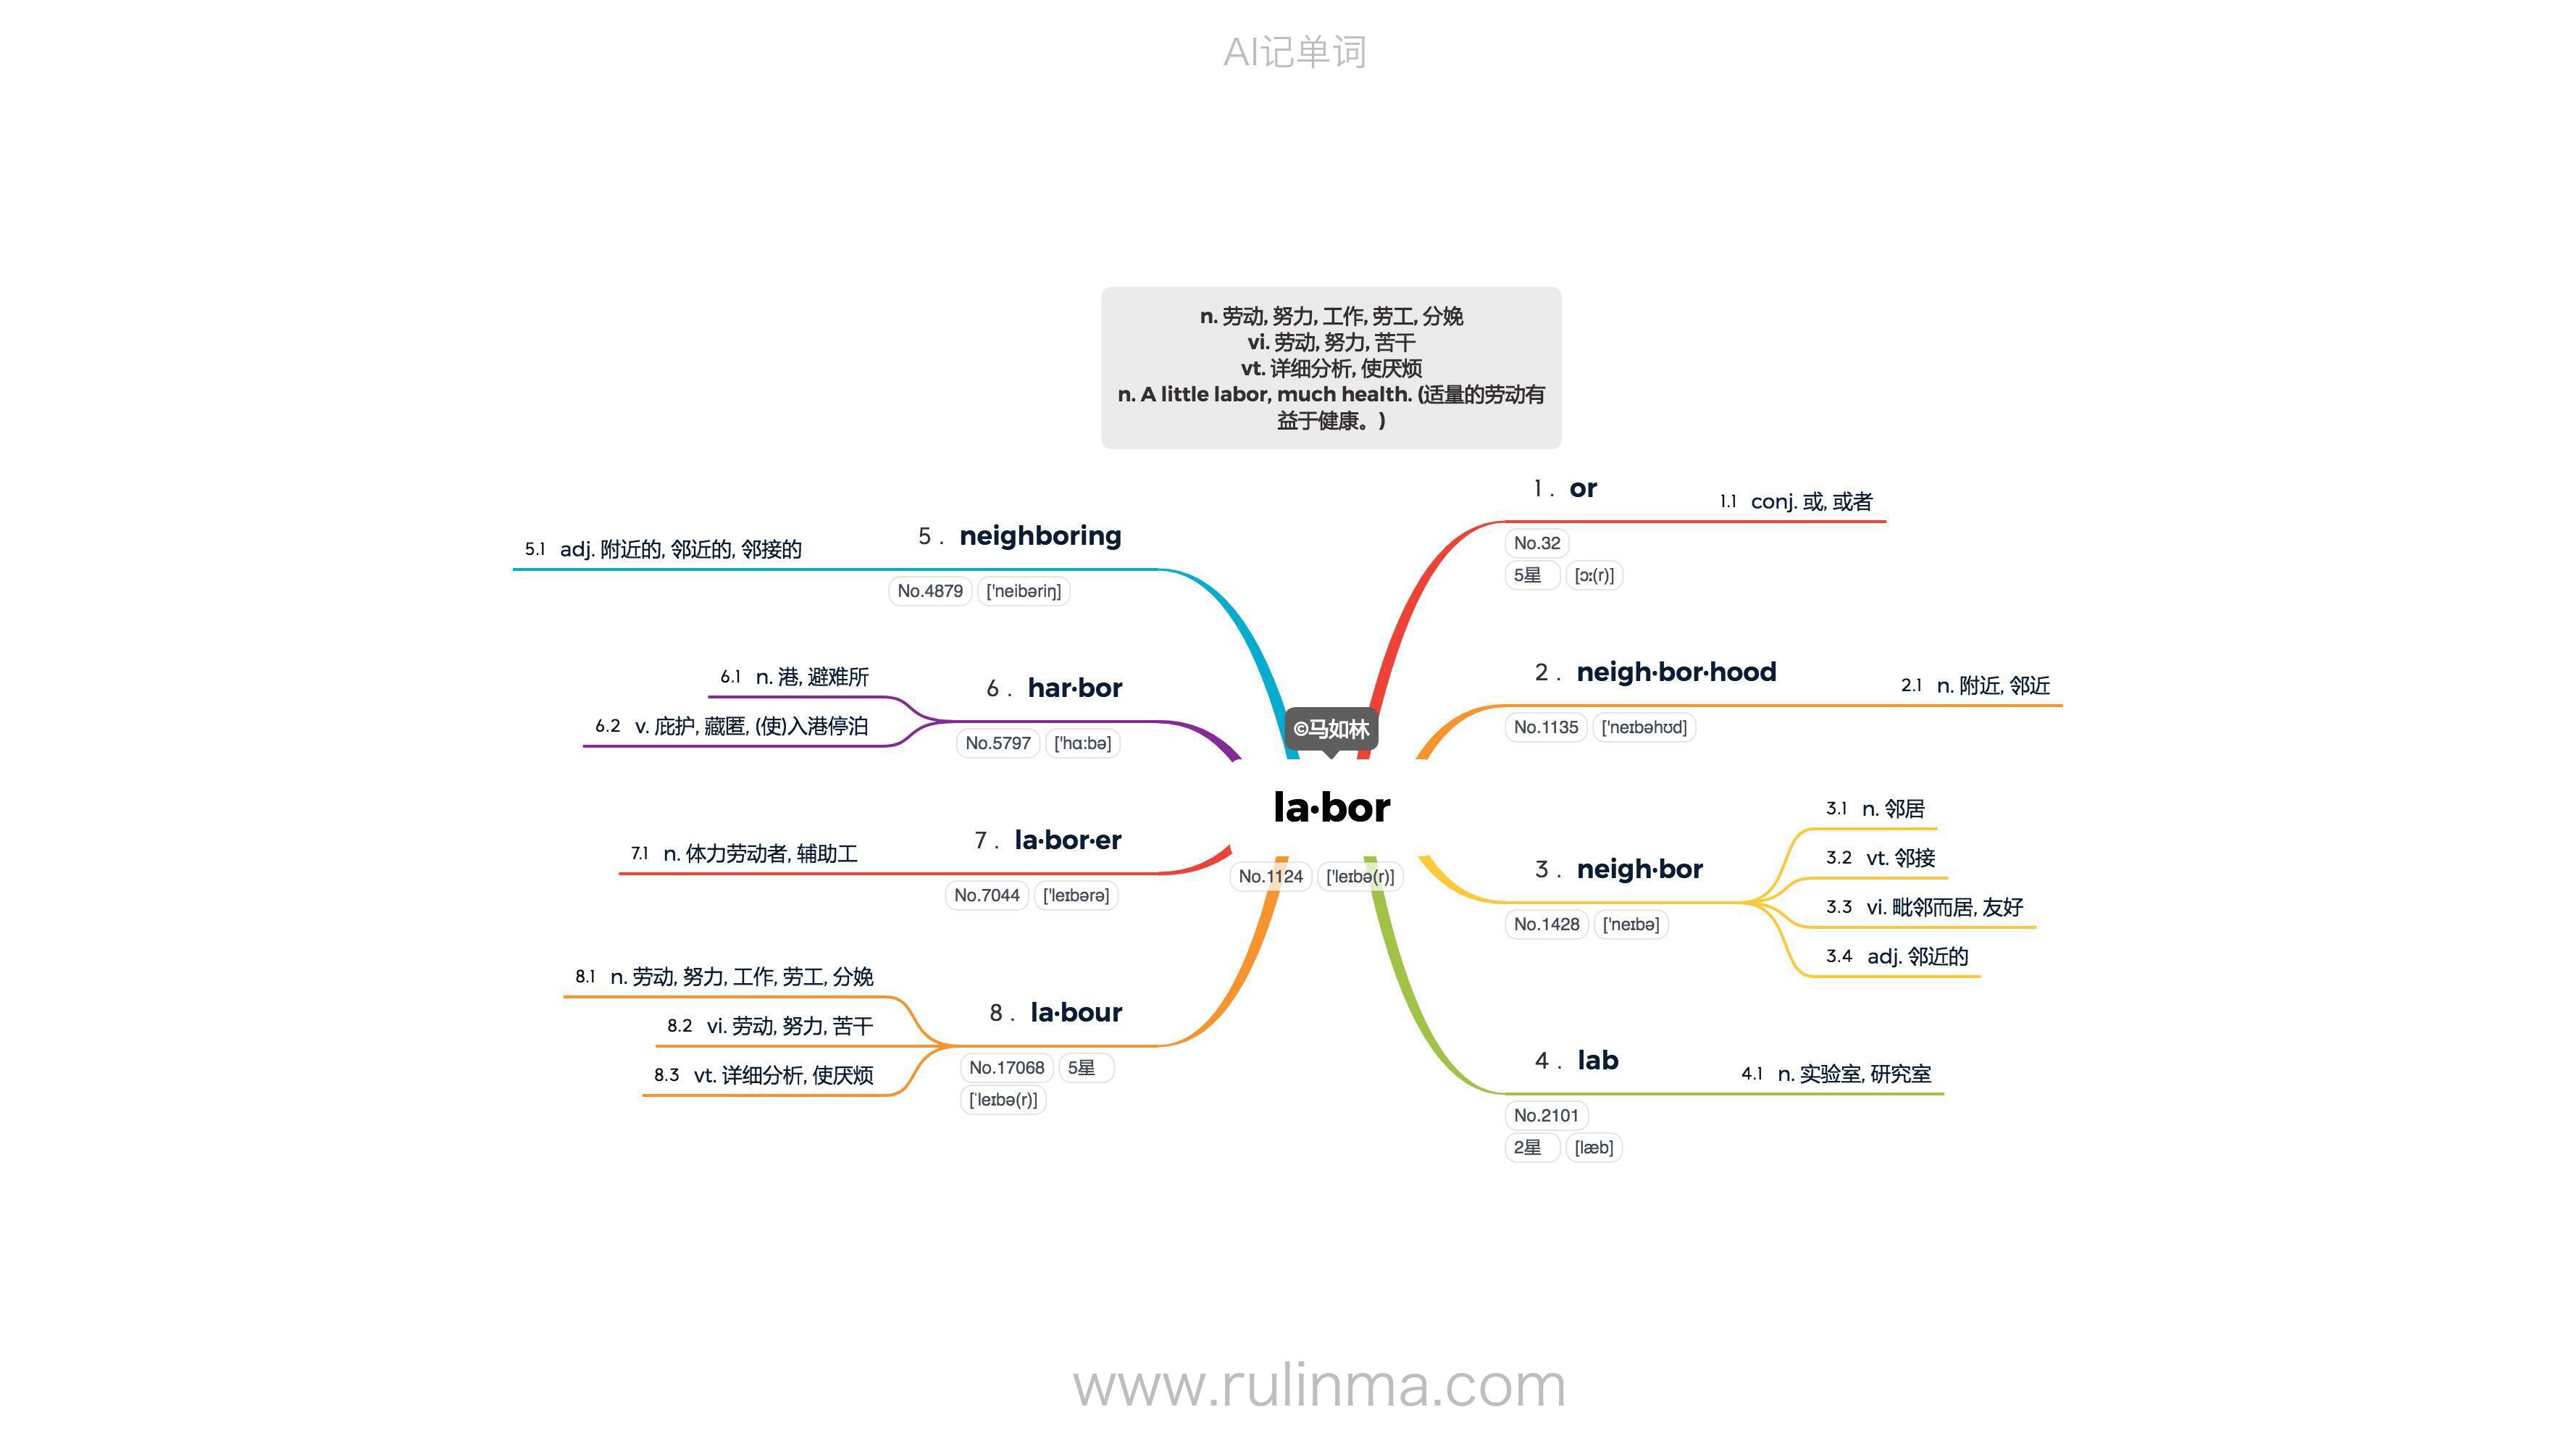 AI记单词
n. 劳动, 努力, 工作, 劳工, 分娩
vi. 劳动, 努力, 苦干
vt. 详细分析, 使厌烦
n. A little labor, much health. (适量的劳动有
益于健康。)
©马如林
la·bor
No.1124 ['leɪbə(r)]
1 . or
No.32
5星 [ɔː(r)]
1.1 conj. 或, 或者
2 . neigh·bor·hood
No.1135 ['neɪbəhʊd]
2.1 n. 附近, 邻近
3 . neigh·bor
No.1428 ['neɪbə]
3.1 n. 邻居
3.2 vt. 邻接
3.3 vi. 毗邻而居, 友好
3.4 adj. 邻近的
4 . lab
No.2101
2星 [læb]
4.1 n. 实验室, 研究室
5 . neighboring
No.4879 ['neibəriŋ]
5.1 adj. 附近的, 邻近的, 邻接的
6 . har·bor
No.5797 ['hɑ:bə]
6.1 n. 港, 避难所
6.2 v. 庇护, 藏匿, (使)入港停泊
7 . la·bor·er
No.7044 ['leɪbərə]
7.1 n. 体力劳动者, 辅助工
8 . la·bour
No.17068 5星
['leɪbə(r)]
8.1 n. 劳动, 努力, 工作, 劳工, 分娩
8.2 vi. 劳动, 努力, 苦干
8.3 vt. 详细分析, 使厌烦
www.rulinma.com